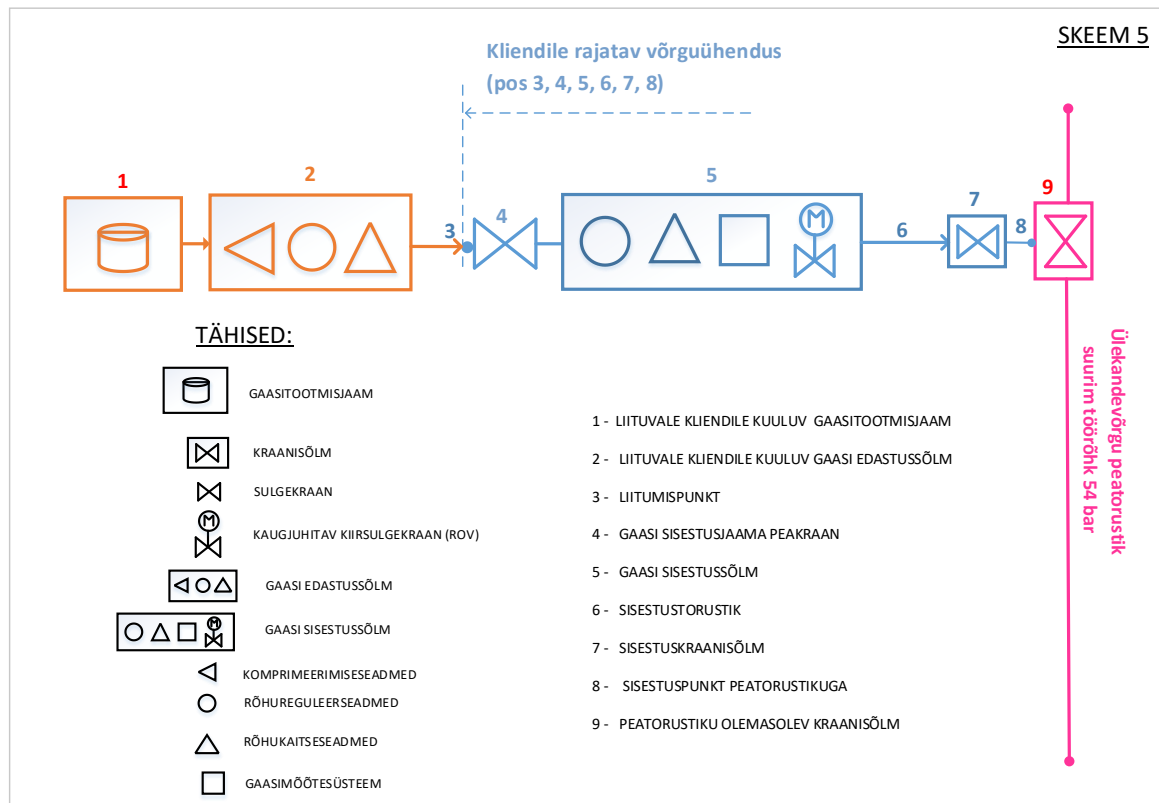 SKEEM 5
Kliendile rajatav võrguühendus
(pos 3, 4, 5, 6, 7, 8)
1
2
3
4
5
6
7
8
9
M
Ülekandevõrgu peatorustik
suurim töörõhk 54 bar
TÄHISED:
GAASITOOTMISJAAM
KRAANISÕLM
SULGEKRAAN
M
KAUGJUHITAV KIIRSULGEKRAAN (ROV)
GAASI EDASTUSSÕLM
M
GAASI SISESTUSSÕLM
KOMPRIMEERIMISESEADMED
RÕHUREGULEERSEADMED
RÕHUKAITSESEADMED
GAASIMÕÕTESÜSTEEM
1 - LIITUVALE KLIENDILE KUULUV GAASITOOTMISJAAM
2 - LIITUVALE KLIENDILE KUULUV GAASI EDASTUSSÕLM
3 - LIITUMISPUNKT
4 - GAASI SISESTUSJAAMA PEAKRAAN
5 - GAASI SISESTUSSÕLM
6 - SISESTUSTORUSTIK
7 - SISESTUSKRAANISÕLM
8 - SISESTUSPUNKT PEATORUSTIKUGA
9 - PEATORUSTIKU OLEMASOLEV KRAANISÕLM